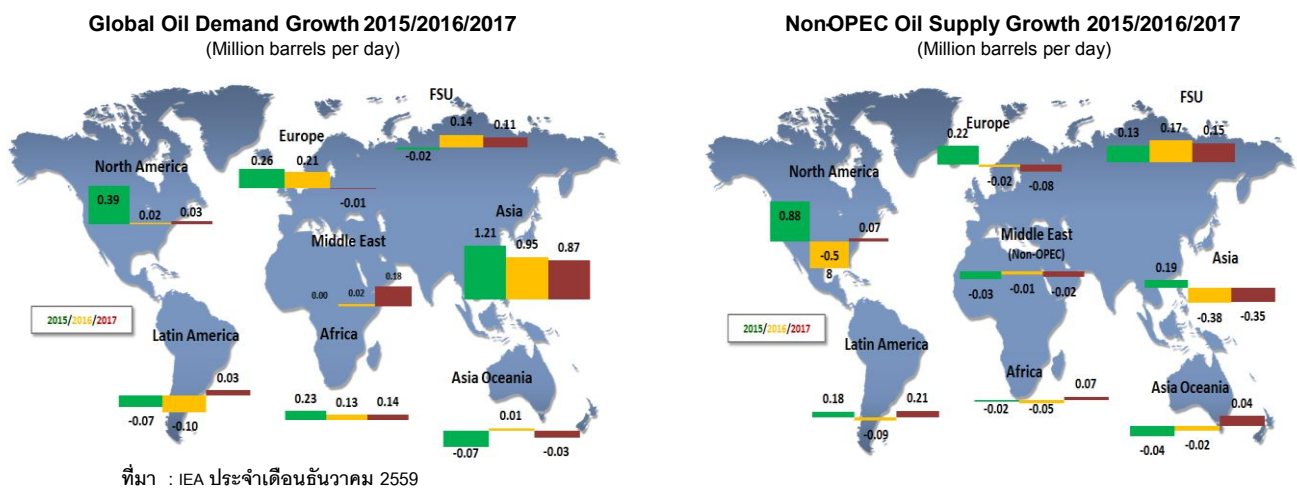 Global Oil Demand Growth 2015/2016/2017
(Million barrels per day)
FSU
0.14
0.11
-0.02
Europe
0.26
0.21
-0.01
North America
0.39
0.02
0.03
Asia
1.21
0.95
0.87
Middle East
0.00
0.02
0.18
2015/2016/2017
Latin America
0.03
-0.07
-0.10
Africa
0.23
0.13
0.14
Asia Oceania
0.01
-0.07
-0.03
ที่มา : IEA ประจำเดือนธันวาคม 2559
Non-OPEC Oil Supply Growth 2015/2016/2017
(Million barrels per day)
FSU
0.13
0.17
0.15
Europe
0.22
-0.02
-0.08
North America
0.88
0.07
-0.5
8
Middle East
(Non-OPEC)
-0.03
-0.01
-0.02
Asia
0.19
-0.38
-0.35
2015/2016/2017
Latin America
0.18
0.21
-0.09
Africa
0.07
-0.02
-0.05
Asia Oceania
0.04
-0.04
-0.02